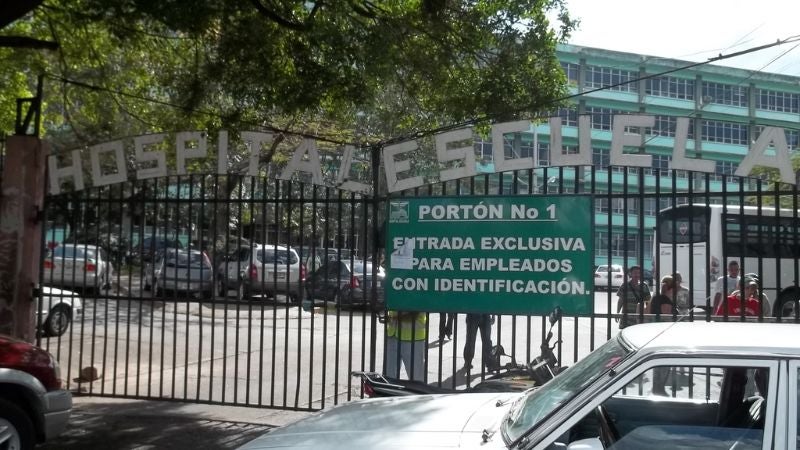 HOSPITAL ESCUELA
PORTÓN No 1
ENTRADA EXCLUSIVA
PARA EMPLEADOS
CON IDENTIFICACIÓN.